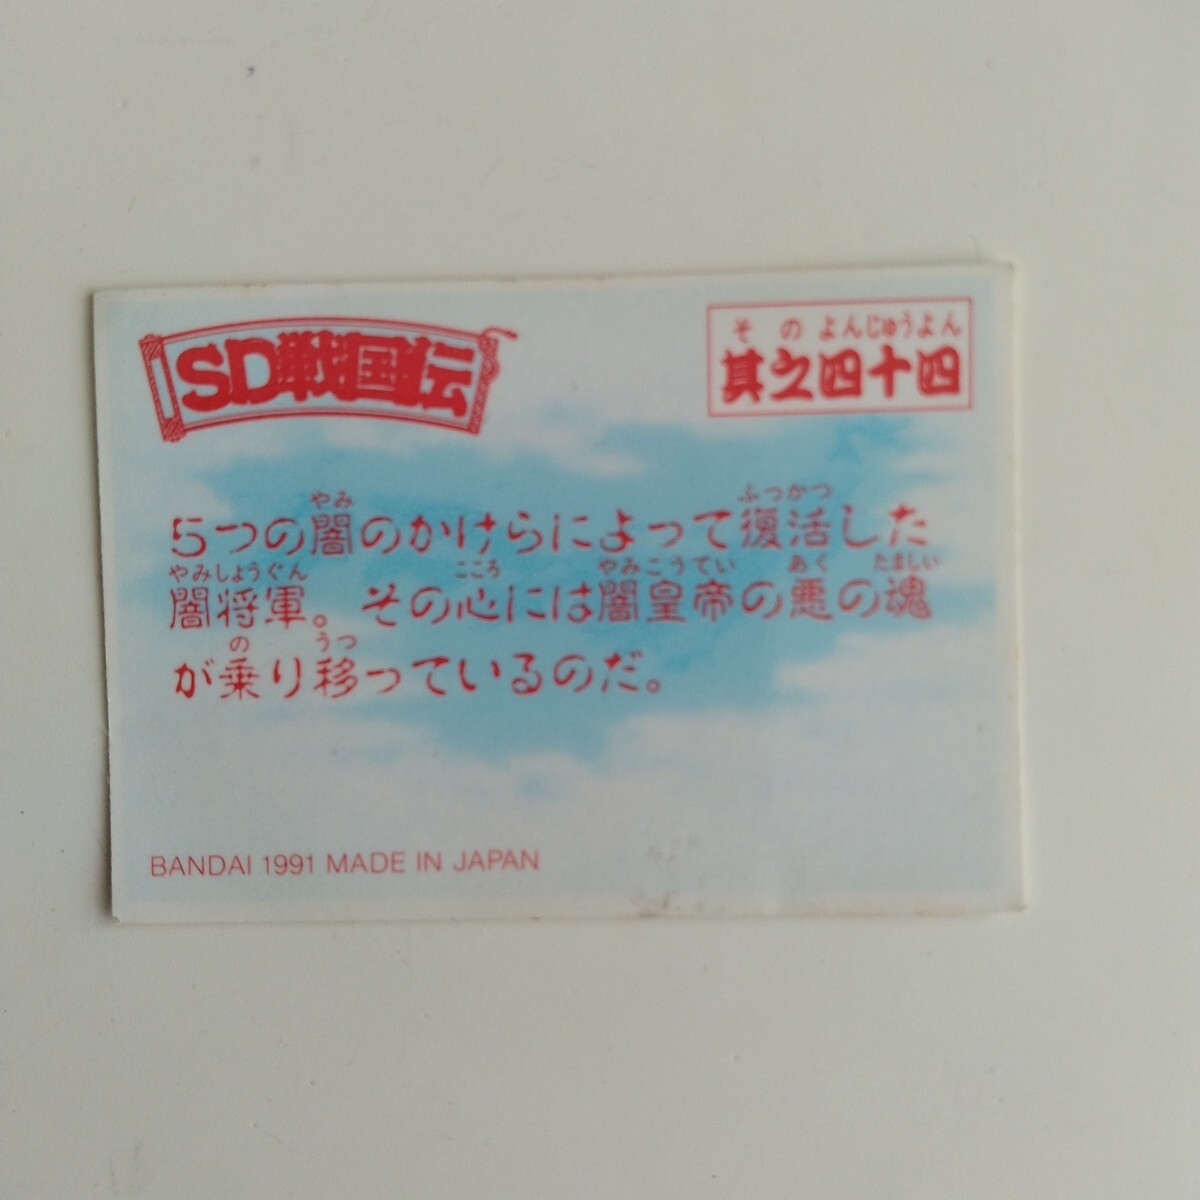 SD戦国伝
そのよんじゅうよん
其之四十四
やみ ふっかつ
5つの闇のかけらによって復活した
やみしょうぐん こころ やみこうてい あく たましい
闇将軍。その心には闇皇帝の悪の魂
の うつ
が乗り移っているのだ。
BANDAI 1991 MADE IN JAPAN